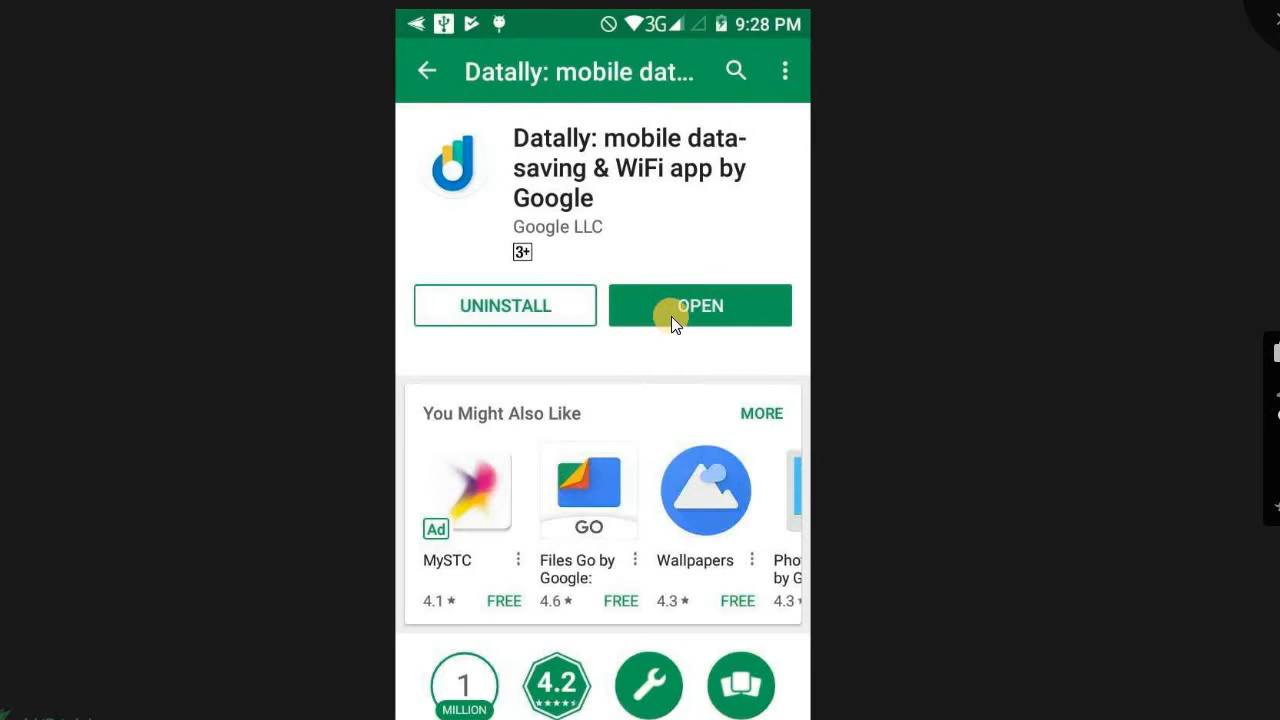 3G 9:28 PM
Datally: mobile dat...
Datally: mobile data-
saving & WiFi app by
Google
Google LLC
3+
UNINSTALL OPEN
You Might Also Like MORE
Ad
GO
MySTC Files Go by Wallpapers Pho
Google: by G
4.1 FREE 4.6 FREE 4.3 FREE 4.3
1
MILLION
4.2